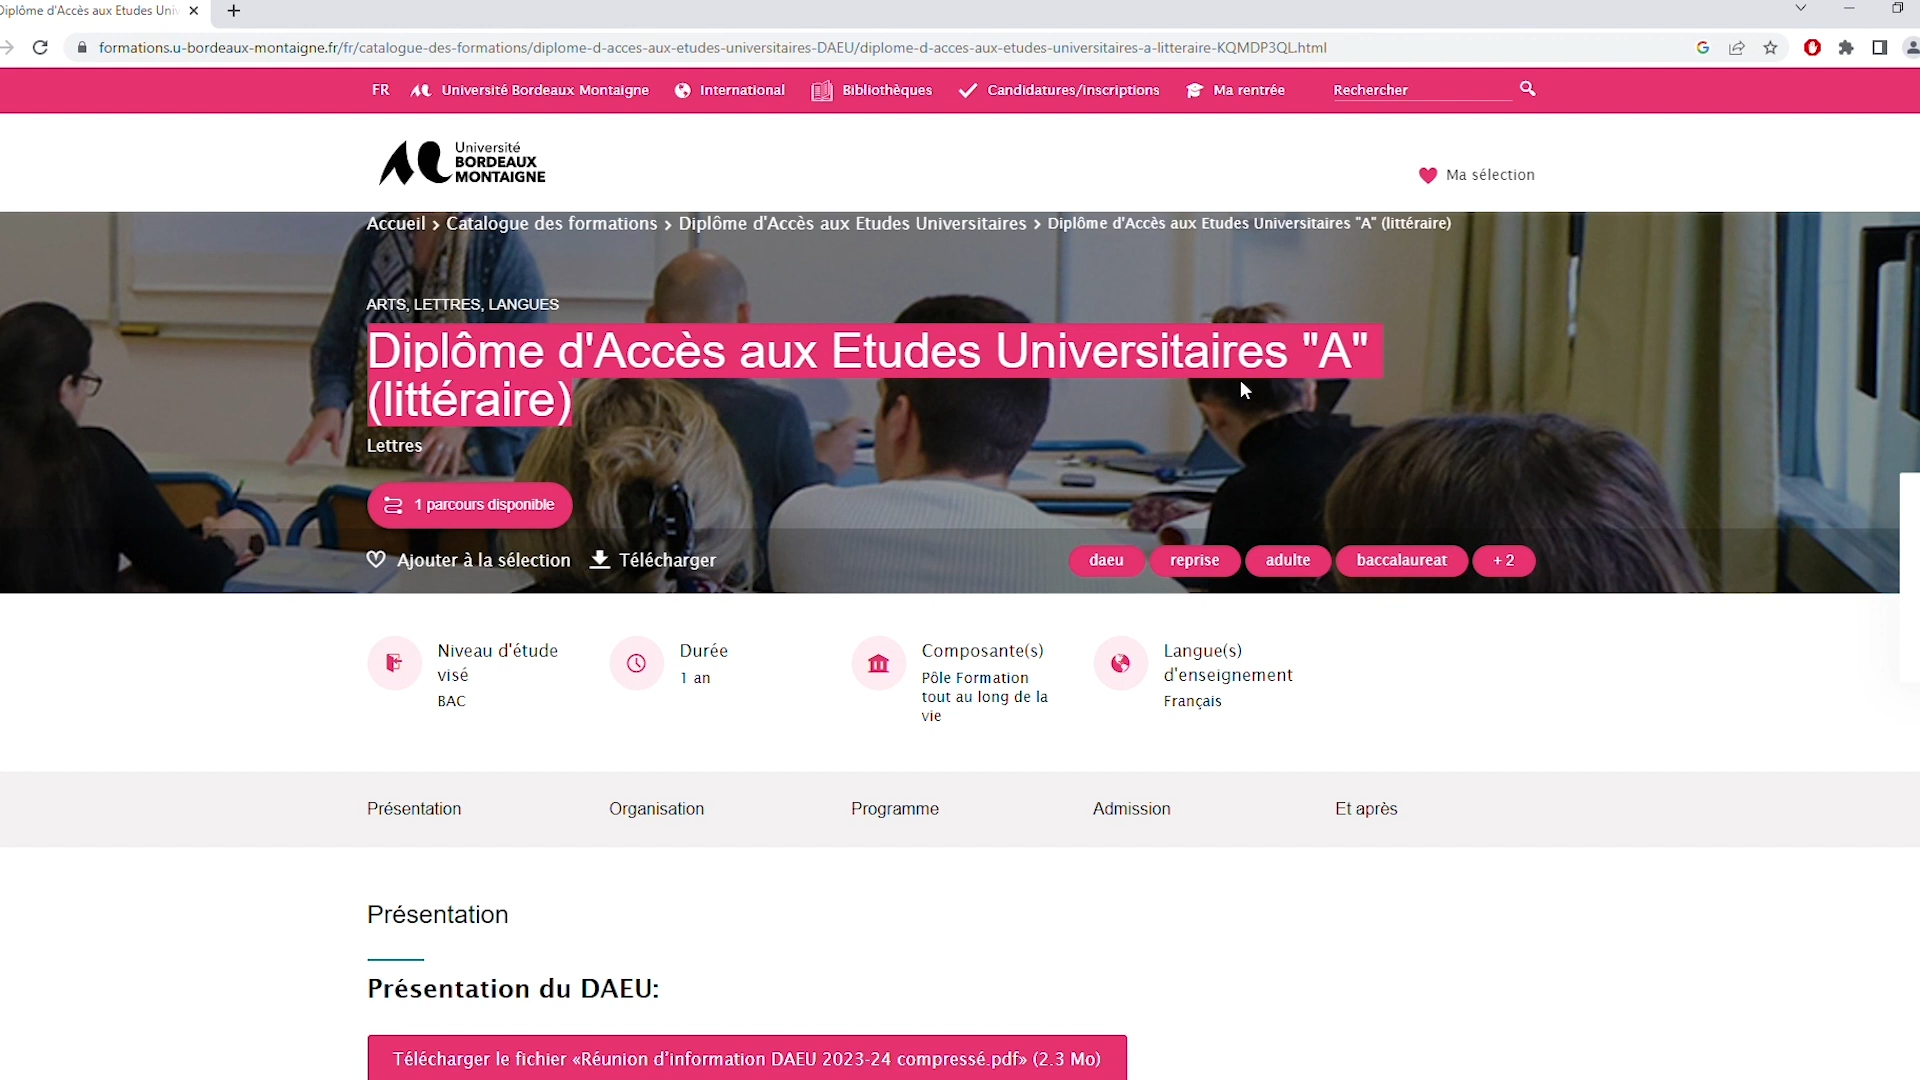 Diplôme d'Accès aux Etudes Univ
formations.u-bordeaux-montaigne.fr/fr/catalogue-des-formations/diplome-d-acces-aux-etudes-universitaires-DAEU/diplome-d-acces-aux-etudes-universitaires-a-litteraire-KQMDP3QL.html
FR Université Bordeaux Montaigne International Bibliothèques Candidatures/Inscriptions Ma rentrée Rechercher
Université
BORDEAUX
MONTAIGNE
Ma sélection
Accueil > Catalogue des formations > Diplôme d'Accès aux Etudes Universitaires > Diplôme d'Accès aux Etudes Universitaires "A" (littéraire)
ARTS, LETTRES, LANGUES
Diplôme d'Accès aux Etudes Universitaires "A"
(littéraire)
Lettres
1 parcours disponible
Ajouter à la sélection Télécharger
daeu reprise adulte baccalaureat + 2
Niveau d'étude
visé
BAC
Durée
1 an
Composante(s)
Pôle Formation
tout au long de la
vie
Langue(s)
d'enseignement
Français
Présentation Organisation Programme Admission Et après
Présentation
Présentation du DAEU:
Télécharger le fichier «Réunion d'information DAEU 2023-24 compressé.pdf» (2.3 Mo)